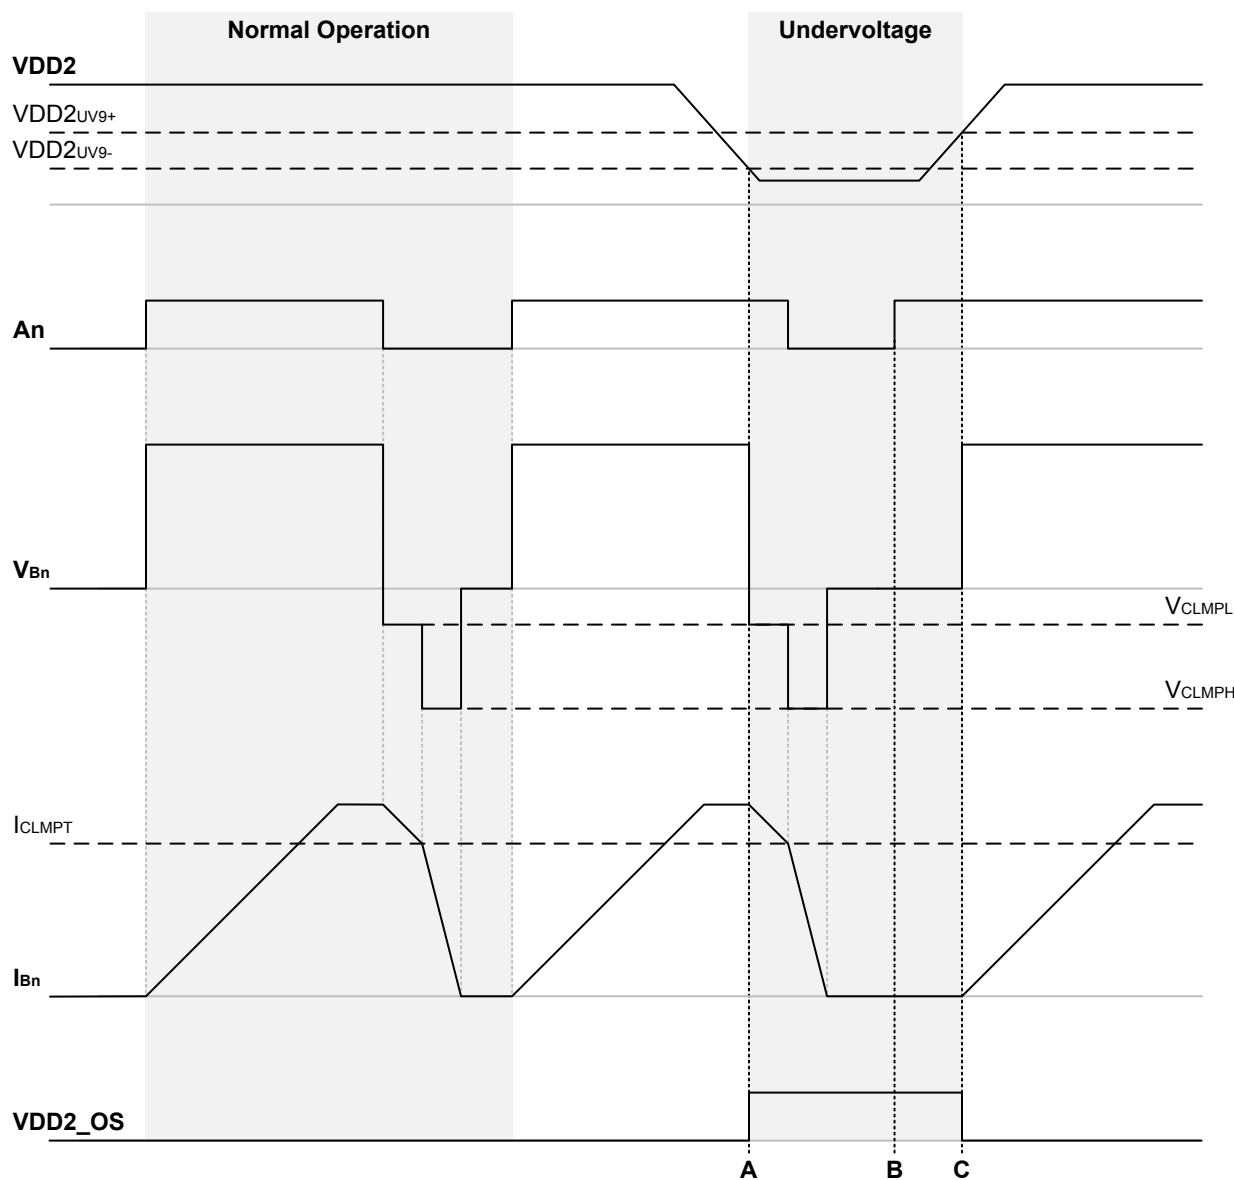 Normal Operation
Undervoltage
VDD2
VDD2UV9+
VDD2UV9-
An
VBn
VCLMPL
VCLMPH
ICLMPT
IBn
VDD2_OS
A
B
C